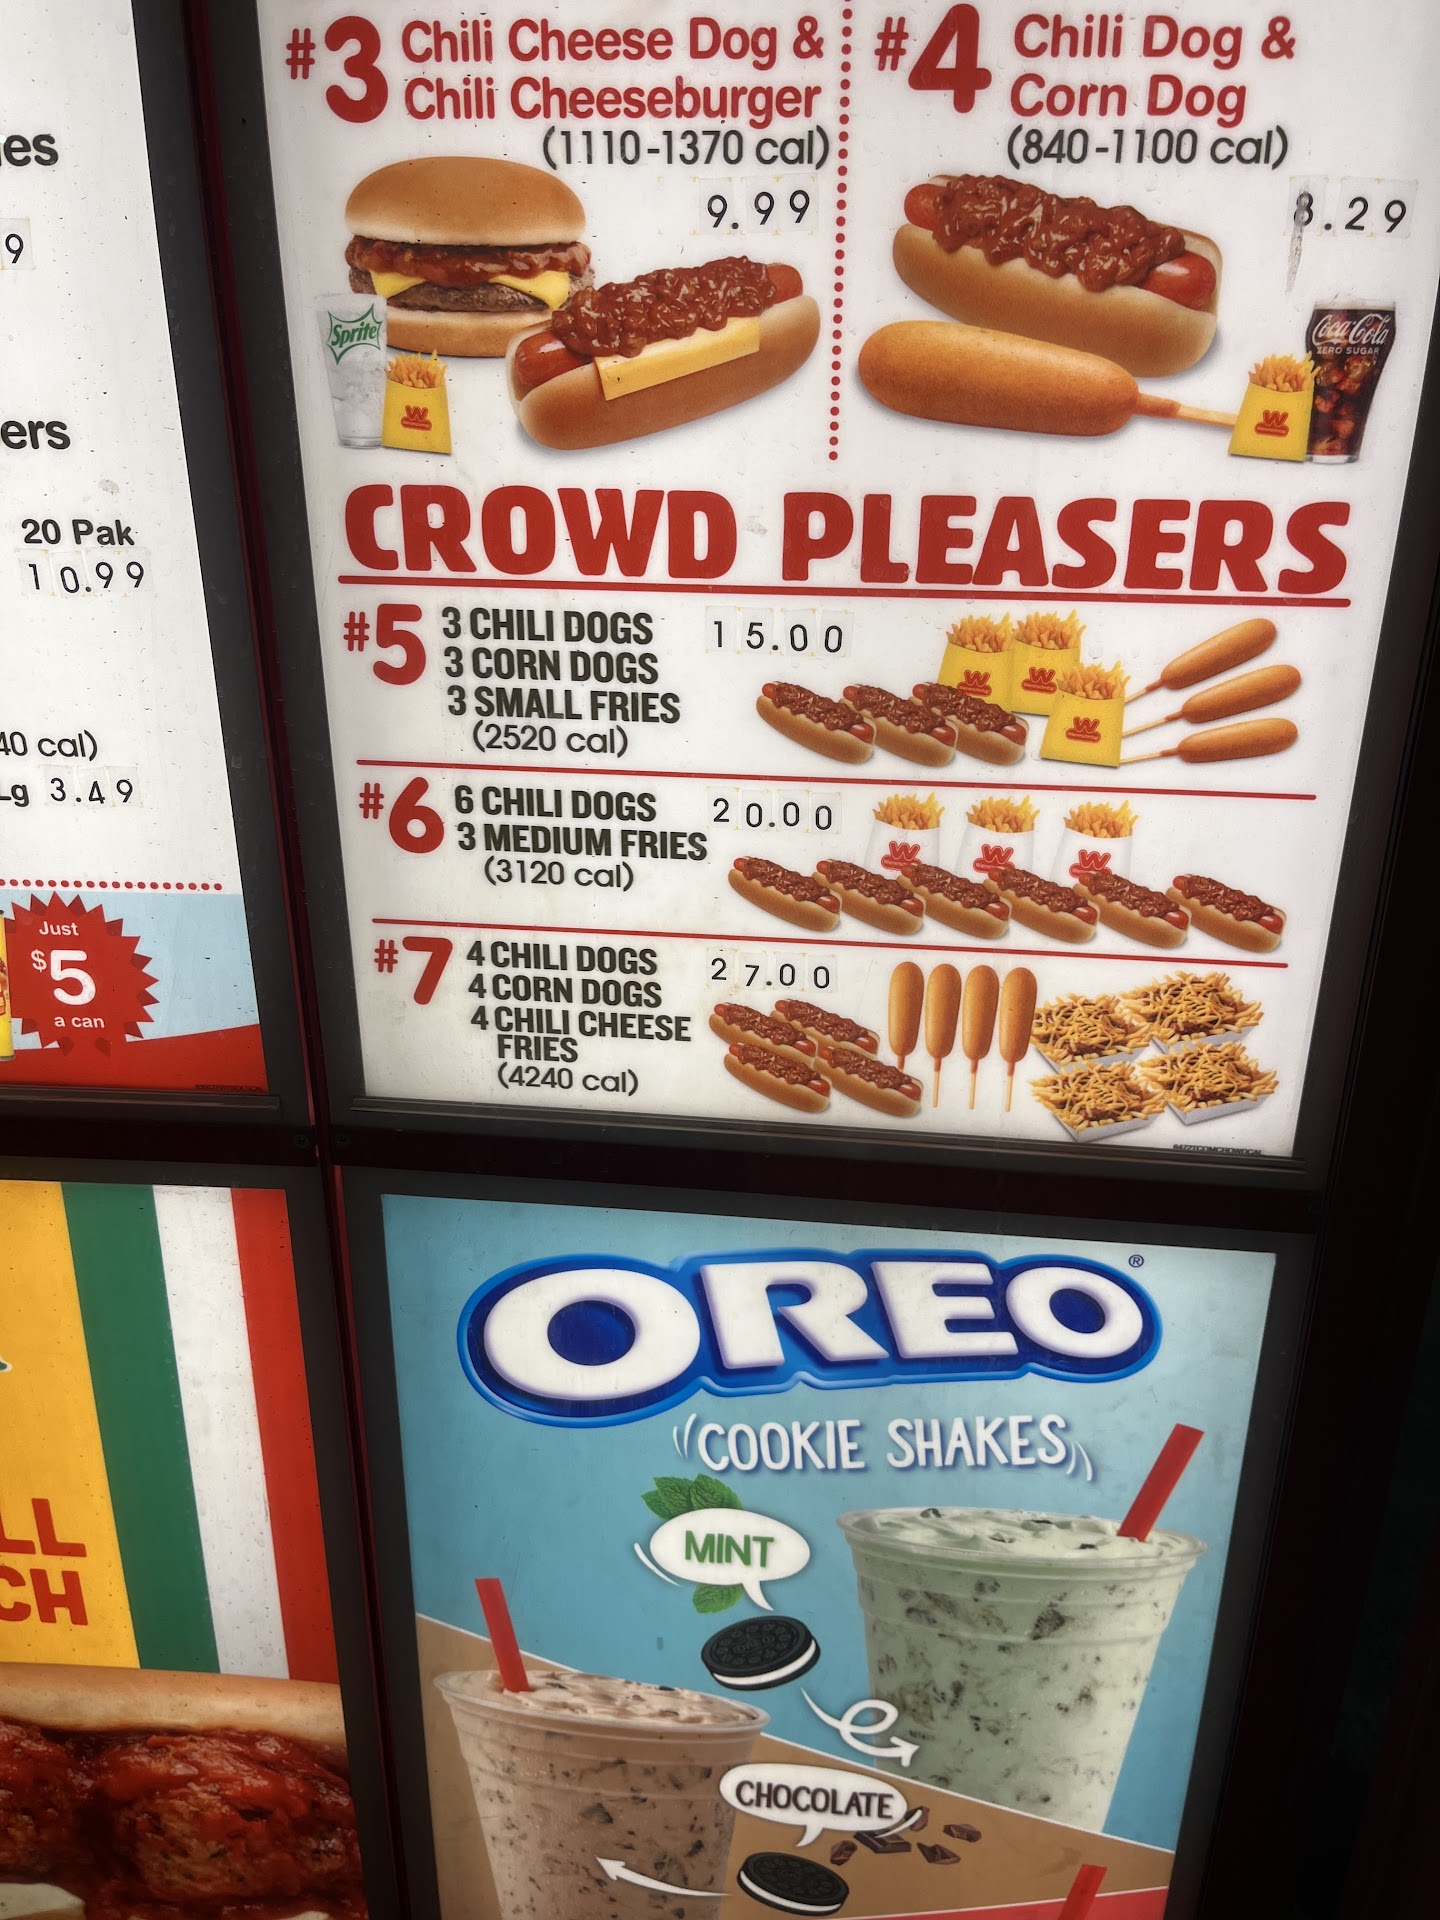 #3 Chili Cheese Dog &
Chili Cheeseburger
(1110-1370 cal)
9.99
Sprite
W
#4 Chili Dog &
Corn Dog
(840-1100 cal)
8.29
Coca-Cola
ZERO SUGAR
W
CROWD PLEASERS
#5 3 CHILI DOGS
3 CORN DOGS
3 SMALL FRIES
(2520 cal)
15.00
W
W
W
#6 6 CHILI DOGS
3 MEDIUM FRIES
(3120 cal)
20.00
W
W
W
#7 4 CHILI DOGS
4 CORN DOGS
4 CHILI CHEESE
FRIES
(4240 cal)
27.00
es
9
ers
20 Pak
10.99
40 cal)
Lg 3.49
Just
$5
a can
LL
CH
OREO®
COOKIE SHAKES
MINT
CHOCOLATE